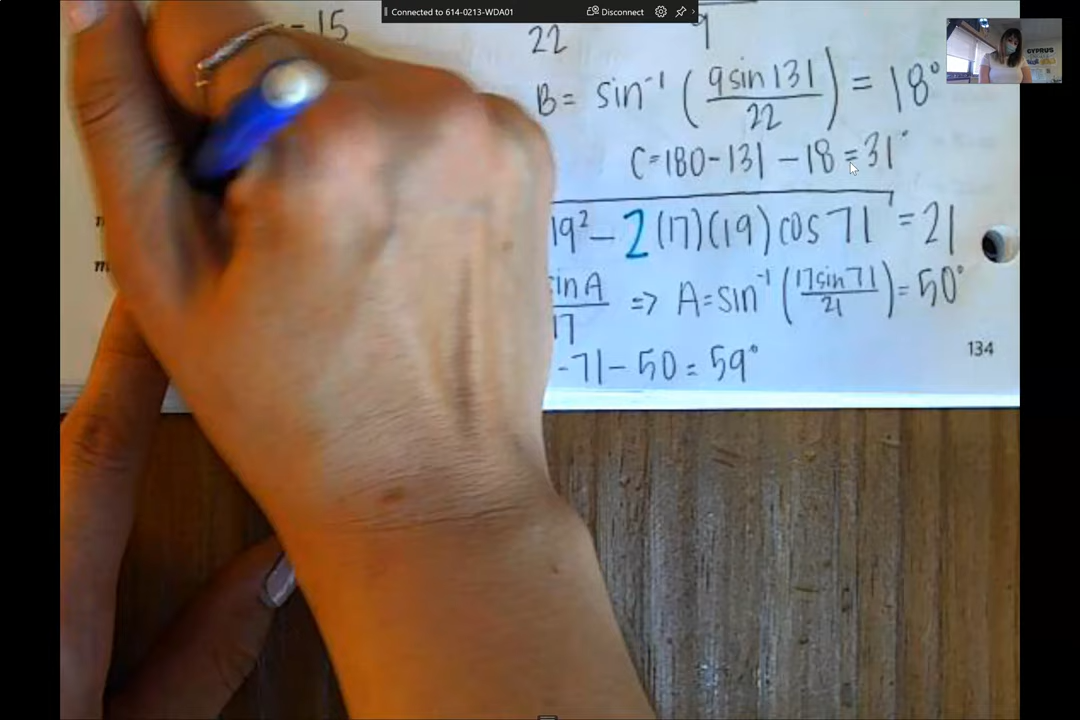 Connected to 614-0213-WDA01
Disconnect
= 15
22
9
B = sin⁻¹ (9 sin 131 / 22) = 18°
C = 180 - 131 - 18 = 31°
19² - 2 (17)(19) cos 71 = 21
in A / 17 => A = sin⁻¹ (17 sin 71 / 21) = 50°
- 71 - 50 = 59°
134
CYPRUS